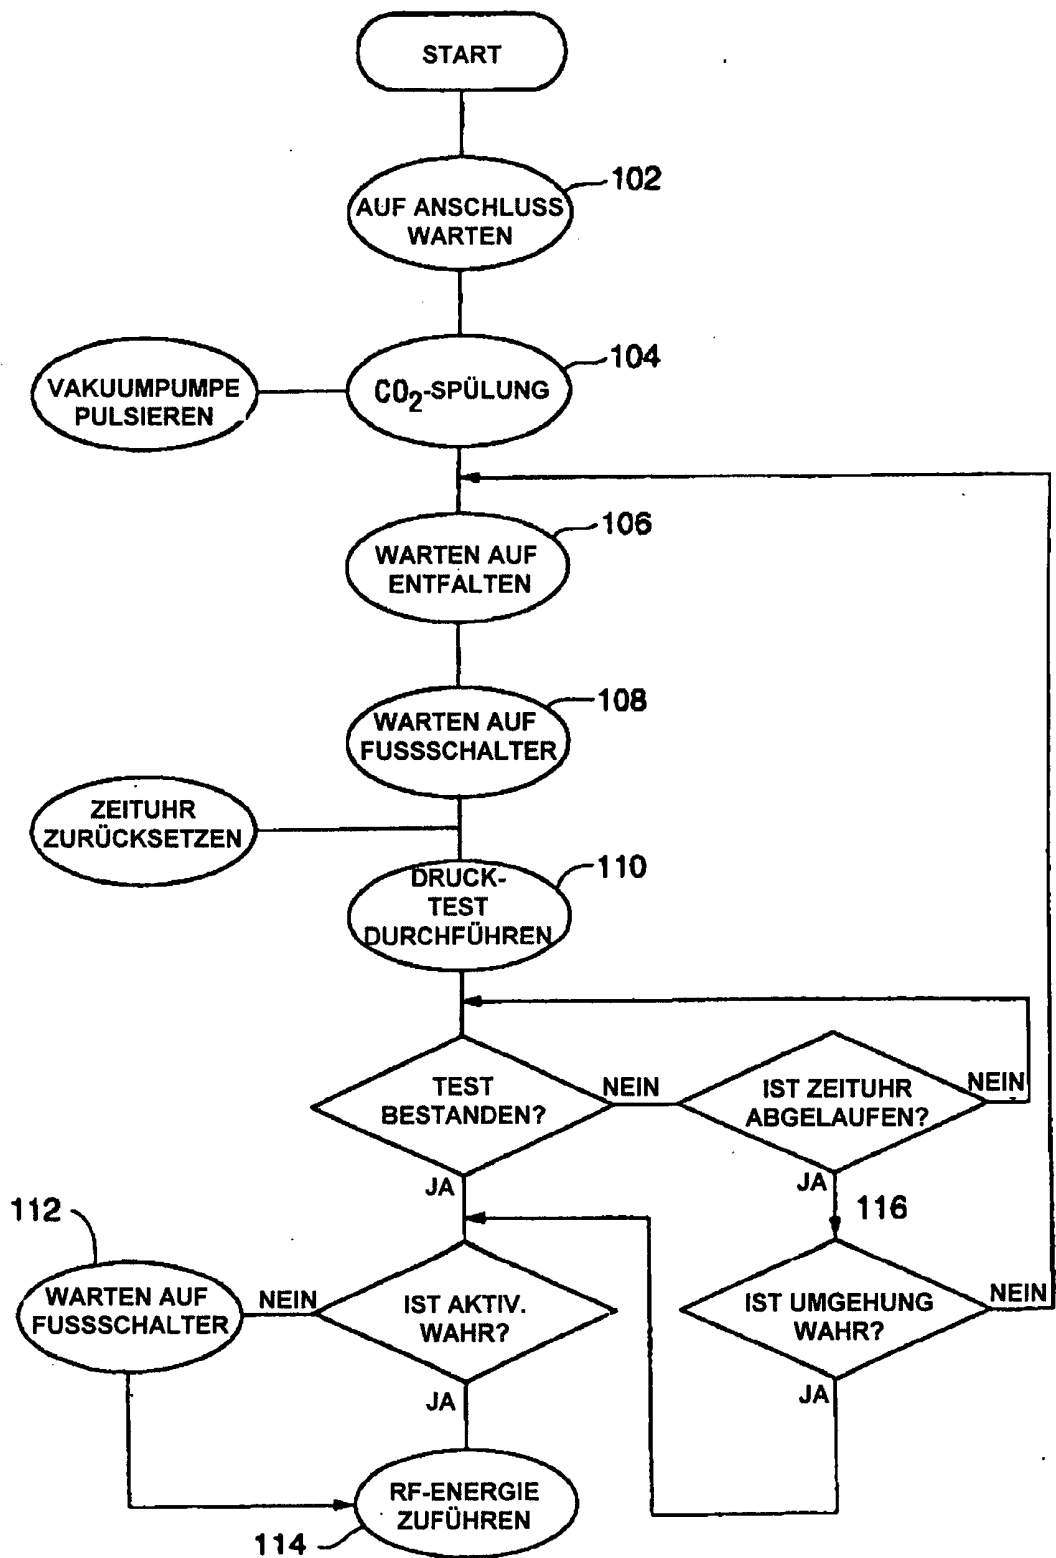 START
102
AUF ANSCHLUSS
WARTEN
104
VAKUUMPUMPE
PULSIEREN
CO2-SPÜLUNG
106
WARTEN AUF
ENTFALTEN
108
WARTEN AUF
FUSSSCHALTER
ZEITUHR
ZURÜCKSETZEN
110
DRUCK-
TEST
DURCHFÜHREN
TEST
BESTANDEN?
NEIN
IST ZEITUHR
ABGELAUFEN?
NEIN
JA
JA
116
112
WARTEN AUF
FUSSSCHALTER
NEIN
IST AKTIV.
WAHR?
IST UMGEHUNG
WAHR?
NEIN
JA
JA
RF-ENERGIE
ZUFÜHREN
114